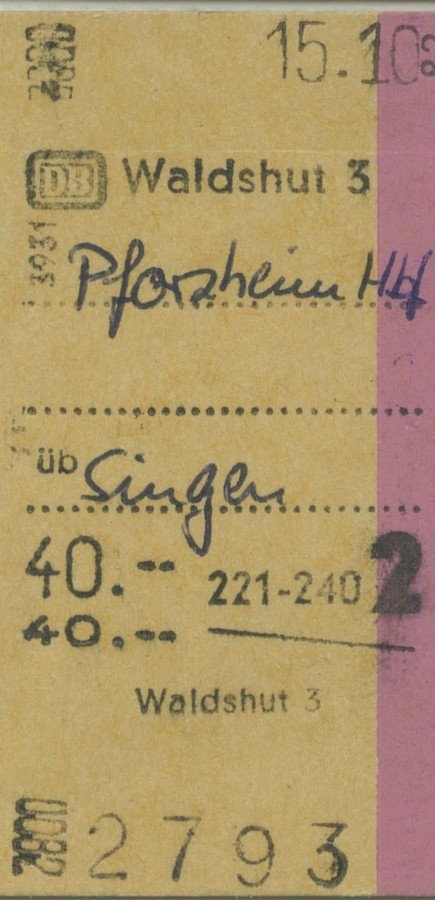 15.10
DB Waldshut 3
3931
Pforzheim Hbf
üb Singen
40.-- 221-240 2
40.--
Waldshut 3
2793